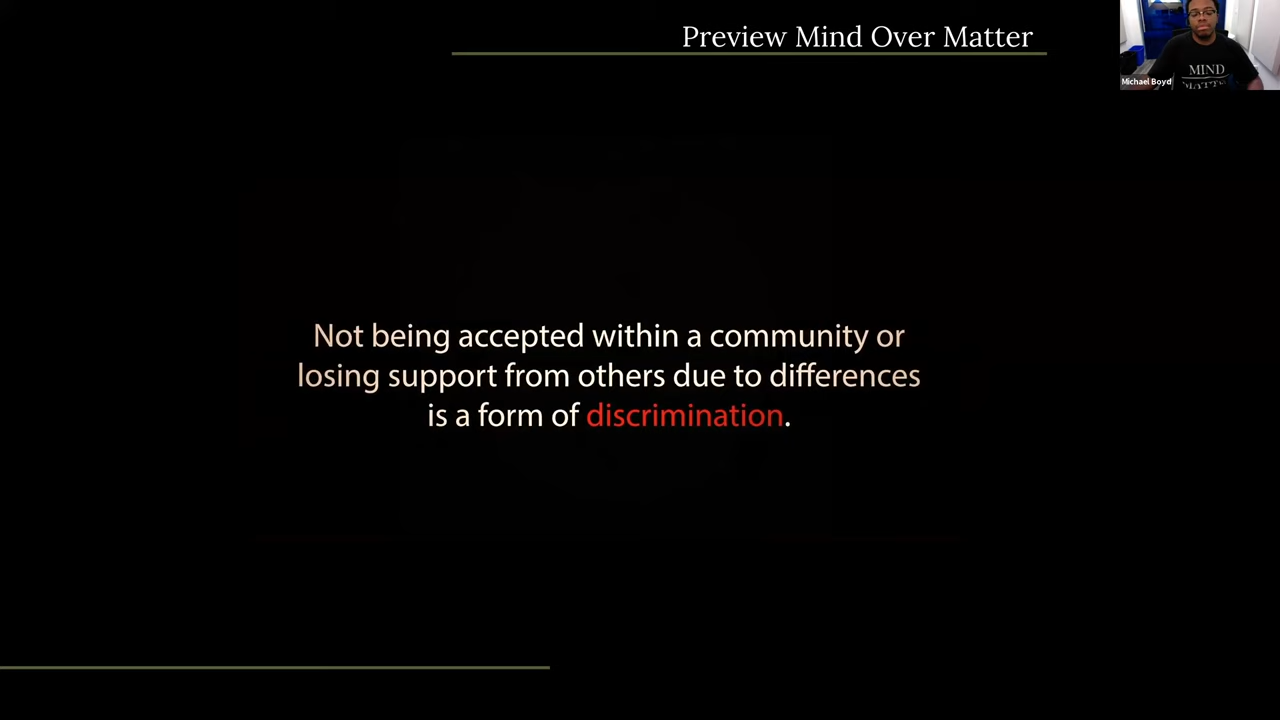 Preview Mind Over Matter
Michael Boyd
MIND
MATTER
Not being accepted within a community or
losing support from others due to differences
is a form of discrimination.